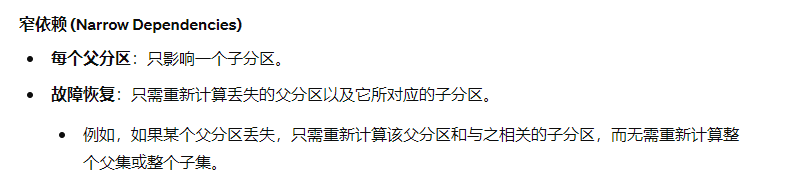 窄依赖 (Narrow Dependencies)
• 每个父分区：只影响一个子分区。
• 故障恢复：只需重新计算丢失的父分区以及它所对应的子分区。
• 例如，如果某个父分区丢失，只需重新计算该父分区和与之相关的子分区，而无需重新计算整
个父集或整个子集。